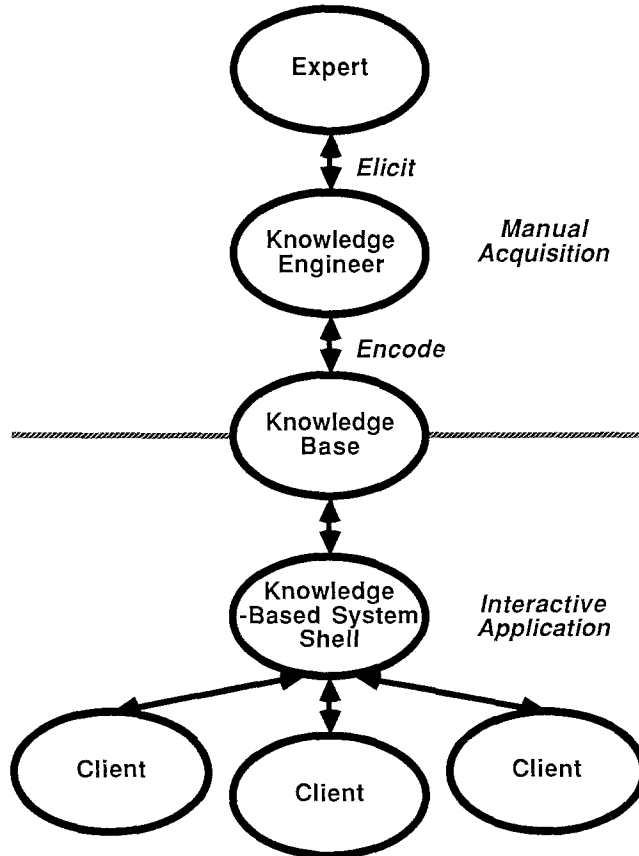 Expert
Elicit
Knowledge
Engineer
Manual
Acquisition
Encode
Knowledge
Base
Knowledge
-Based System
Shell
Interactive
Application
Client
Client
Client